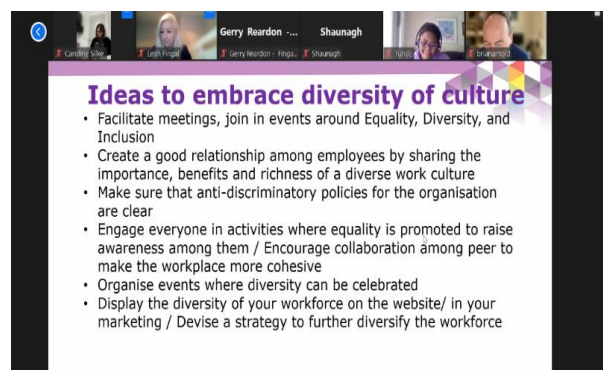 Gerry Reardon -...
Shaunagh
Caroline Silke
Leah Fingal
Gerry Reardon - Finga...
Shaunagh
Tunde
brianarnold
Ideas to embrace diversity of culture
• Facilitate meetings, join in events around Equality, Diversity, and
Inclusion
• Create a good relationship among employees by sharing the
importance, benefits and richness of a diverse work culture
• Make sure that anti-discriminatory policies for the organisation
are clear
• Engage everyone in activities where equality is promoted to raise
awareness among them / Encourage collaboration among peer to
make the workplace more cohesive
• Organise events where diversity can be celebrated
• Display the diversity of your workforce on the website/ in your
marketing / Devise a strategy to further diversify the workforce